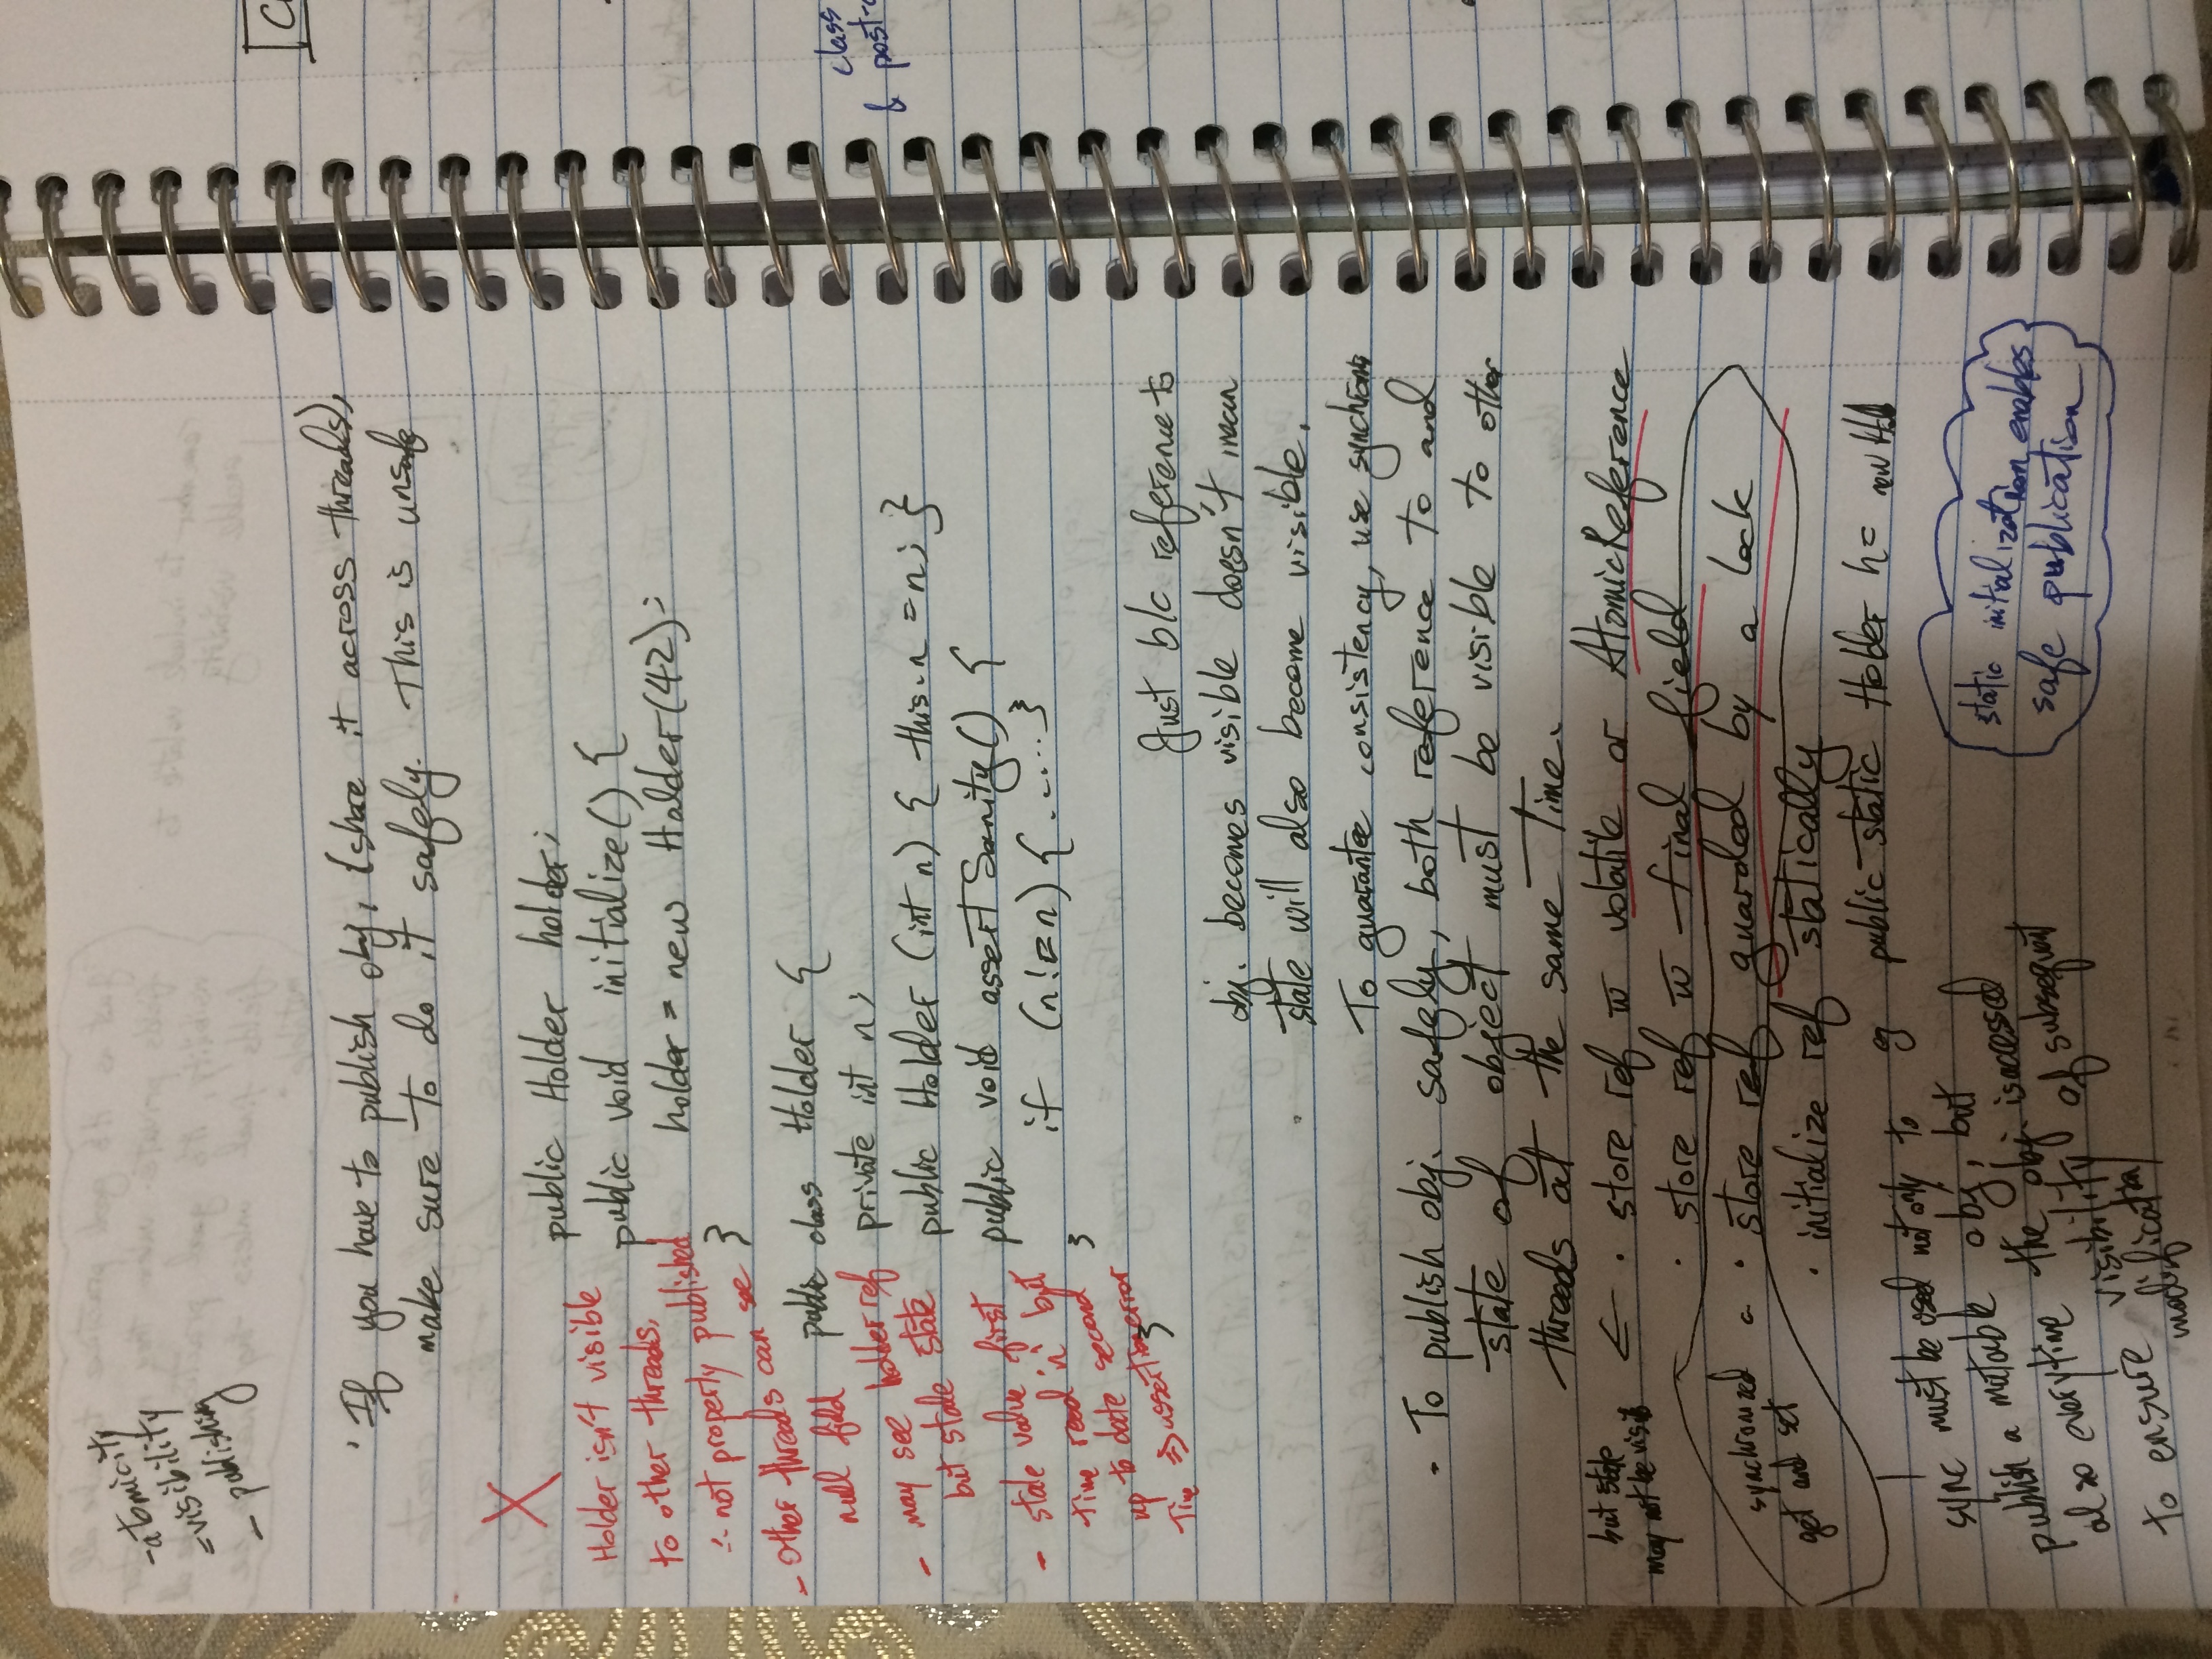 -atomicity
=visibility
- publishing
· If you have to publish obj, (share it across threads),
make sure to do it safely. This is unsafe
X
public Holder holder;
public void initialize() {
holder = new Holder(42);
}
public class Holder {
private int n;
public Holder (int n) { this.n = n; }
public void assertSanity() {
if (n != n) { ...... }
}
}
Holder isn't visible
to other threads,
∴ not property published
- other threads can see
null field
- may see holder ref
but stale state
- stale value first
time read 'n' but
up to date second
time => assertion error
Just b/c reference to
obj. becomes visible doesn't mean
state will also become visible.
To guarantee consistency, use synchronis
· To publish obj. safely, both reference to and
state of object must be visible to other
threads at the same time.
· store ref w volatile or AtomicReference
but state
may not be visib
· store ref w final field
· store ref guarded by a lock
synchronized
get and set
· initialize ref statically
eg public static Holder h = new Hol
sync must be used not only to
publish a mutable obj, but
also everytime the obj. is accessed
to ensure visibility of subsequent
modification
static initialization enables
safe publication
C
class
& post-c